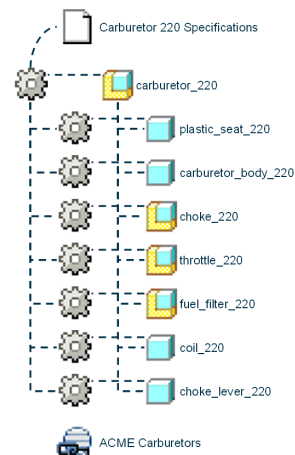 Carburetor 220 Specifications
carburetor_220
plastic_seat_220
carburetor_body_220
choke_220
throttle_220
fuel_filter_220
coil_220
choke_lever_220
ACME Carburetors